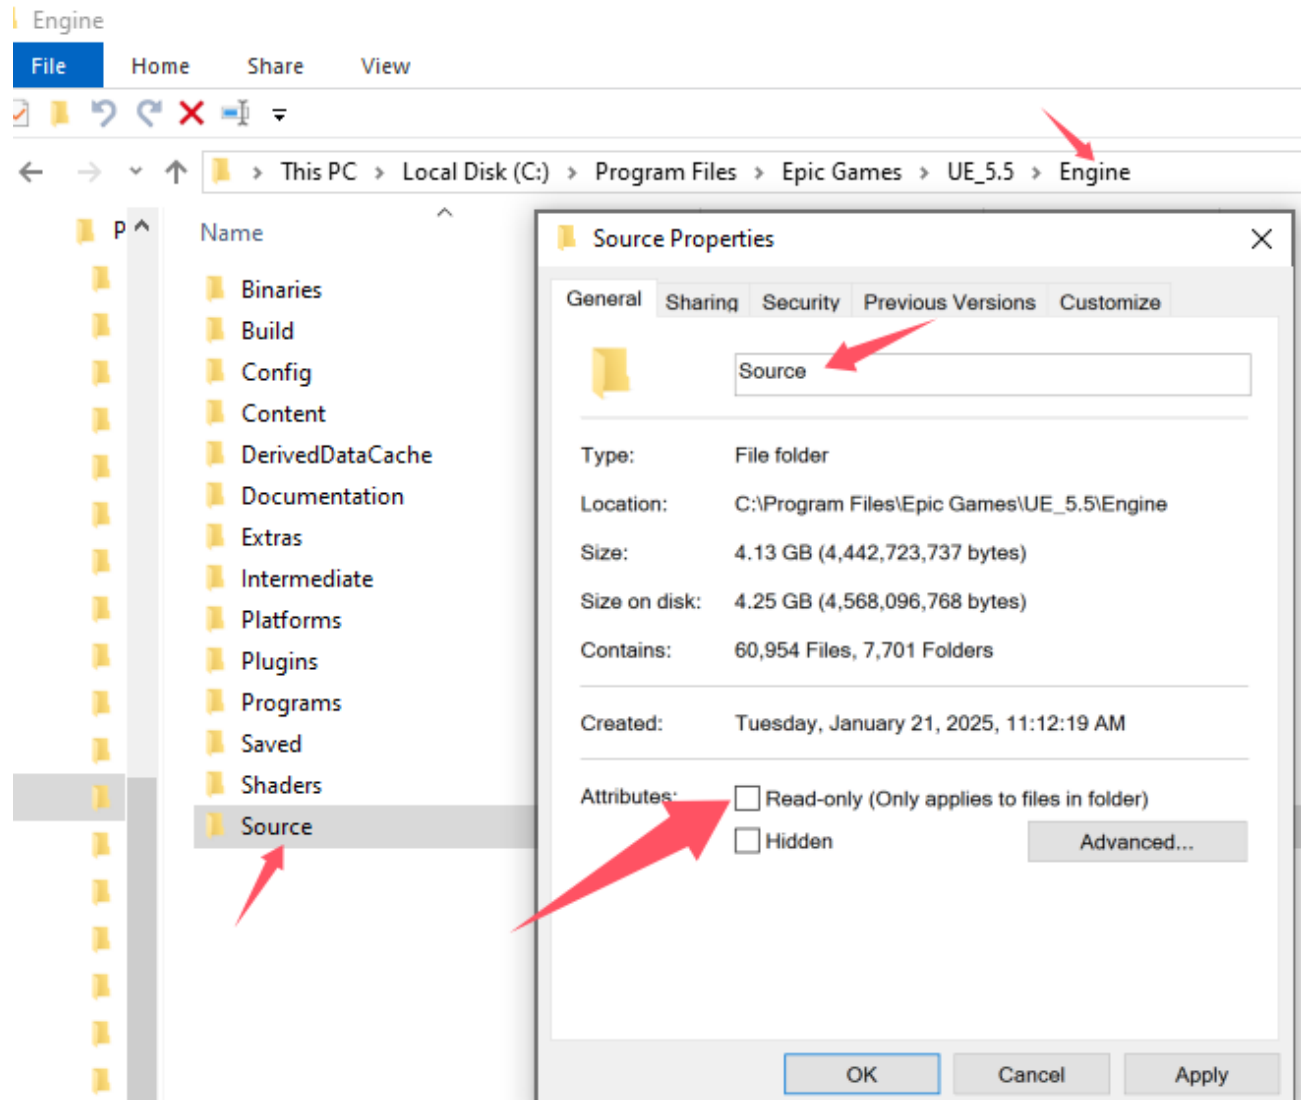 Engine
File Home Share View
This PC > Local Disk (C:) > Program Files > Epic Games > UE_5.5 > Engine
P
Name
Binaries
Build
Config
Content
DerivedDataCache
Documentation
Extras
Intermediate
Platforms
Plugins
Programs
Saved
Shaders
Source
Source Properties
General Sharing Security Previous Versions Customize
Source
Type: File folder
Location: C:\Program Files\Epic Games\UE_5.5\Engine
Size: 4.13 GB (4,442,723,737 bytes)
Size on disk: 4.25 GB (4,568,096,768 bytes)
Contains: 60,954 Files, 7,701 Folders
Created: Tuesday, January 21, 2025, 11:12:19 AM
Attributes: Read-only (Only applies to files in folder)
Hidden Advanced...
OK Cancel Apply